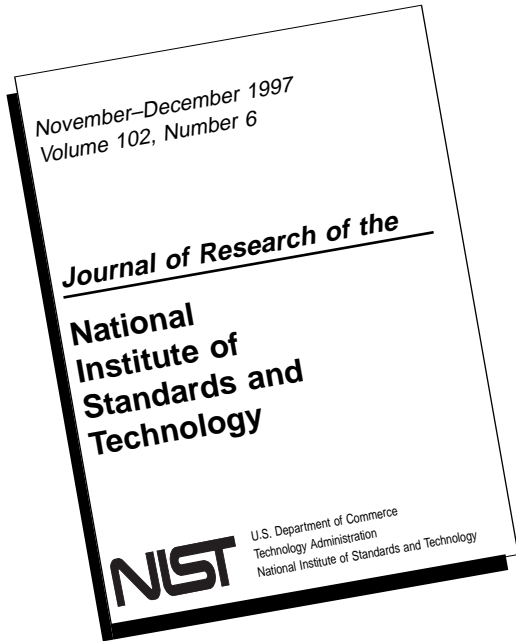 November–December 1997
Volume 102, Number 6
Journal of Research of the
National
Institute of
Standards and
Technology
NIST
U.S. Department of Commerce
Technology Administration
National Institute of Standards and Technology